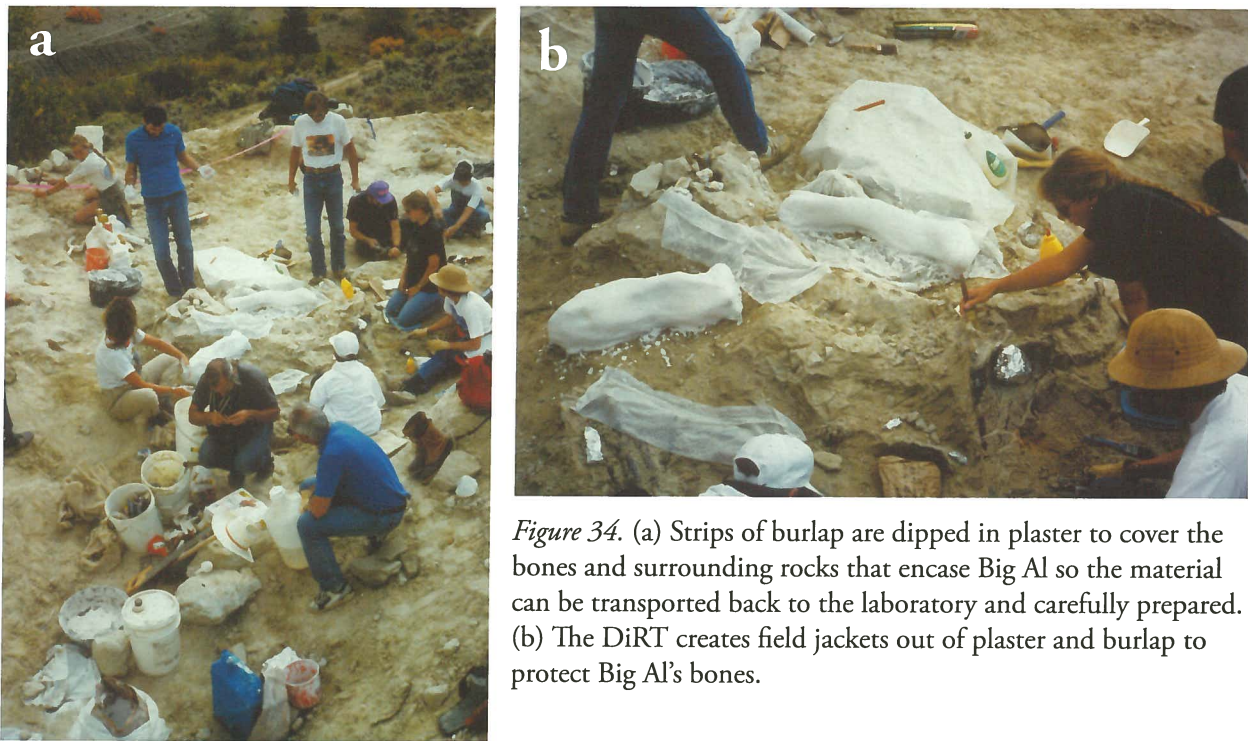 a
b
Figure 34. (a) Strips of burlap are dipped in plaster to cover the
bones and surrounding rocks that encase Big Al so the material
can be transported back to the laboratory and carefully prepared.
(b) The DiRT creates field jackets out of plaster and burlap to
protect Big Al's bones.